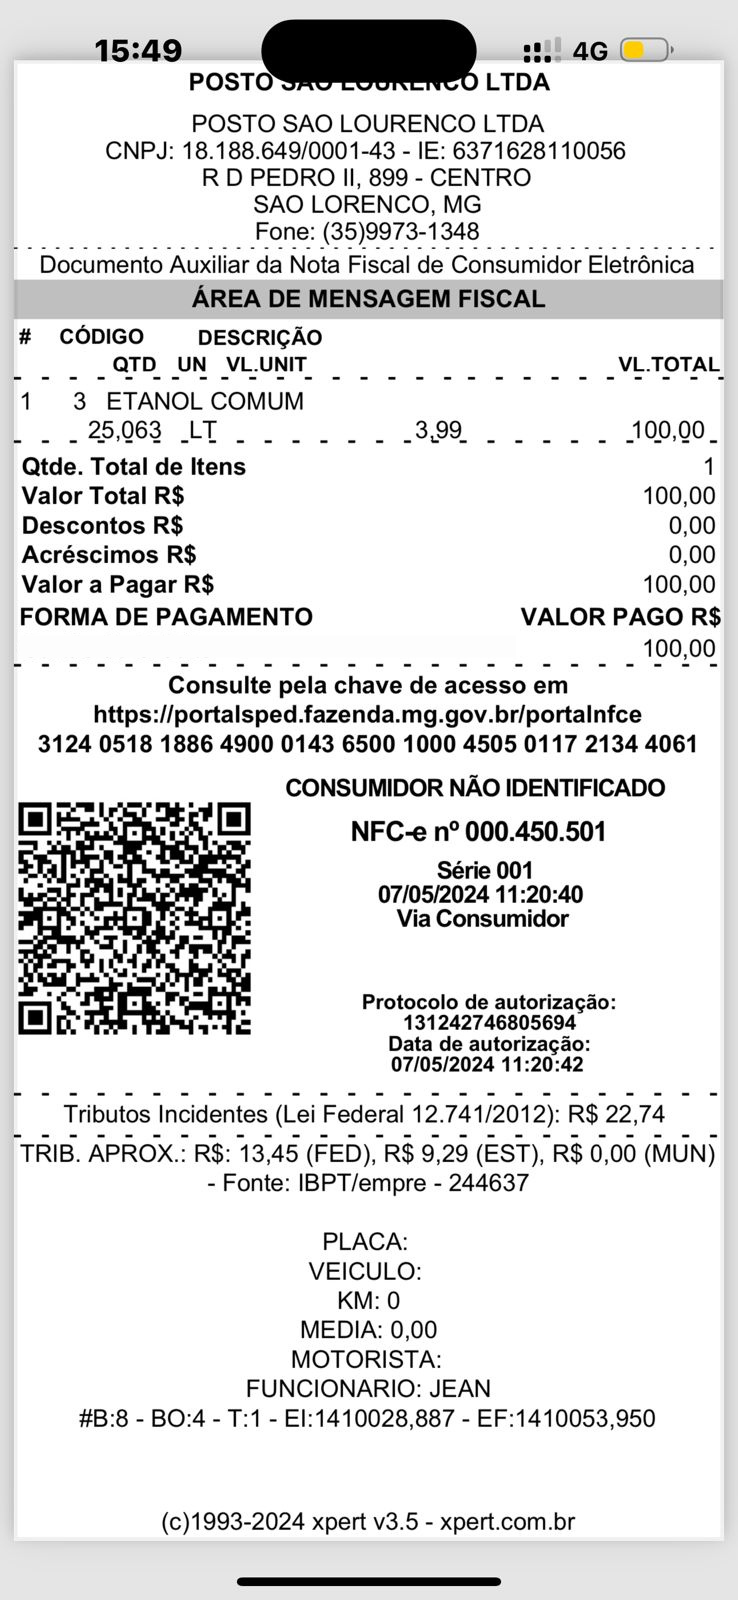 15:49 4G
POSTO SAO LOURENCO LTDA
POSTO SAO LOURENCO LTDA
CNPJ: 18.188.649/0001-43 - IE: 6371628110056
R D PEDRO II, 899 - CENTRO
SAO LORENCO, MG
Fone: (35)9973-1348
Documento Auxiliar da Nota Fiscal de Consumidor Eletrônica
ÁREA DE MENSAGEM FISCAL
# CÓDIGO DESCRIÇÃO
QTD UN VL.UNIT VL.TOTAL
1 3 ETANOL COMUM
25,063 LT 3,99 100,00
Qtde. Total de Itens 1
Valor Total R$ 100,00
Descontos R$ 0,00
Acréscimos R$ 0,00
Valor a Pagar R$ 100,00
FORMA DE PAGAMENTO VALOR PAGO R$
100,00
Consulte pela chave de acesso em
https://portalsped.fazenda.mg.gov.br/portalnfce
3124 0518 1886 4900 0143 6500 1000 4505 0117 2134 4061
CONSUMIDOR NÃO IDENTIFICADO
NFC-e nº 000.450.501
Série 001
07/05/2024 11:20:40
Via Consumidor
Protocolo de autorização:
131242746805694
Data de autorização:
07/05/2024 11:20:42
Tributos Incidentes (Lei Federal 12.741/2012): R$ 22,74
TRIB. APROX.: R$: 13,45 (FED), R$ 9,29 (EST), R$ 0,00 (MUN)
- Fonte: IBPT/empre - 244637
PLACA:
VEICULO:
KM: 0
MEDIA: 0,00
MOTORISTA:
FUNCIONARIO: JEAN
#B:8 - BO:4 - T:1 - EI:1410028,887 - EF:1410053,950
(c)1993-2024 xpert v3.5 - xpert.com.br